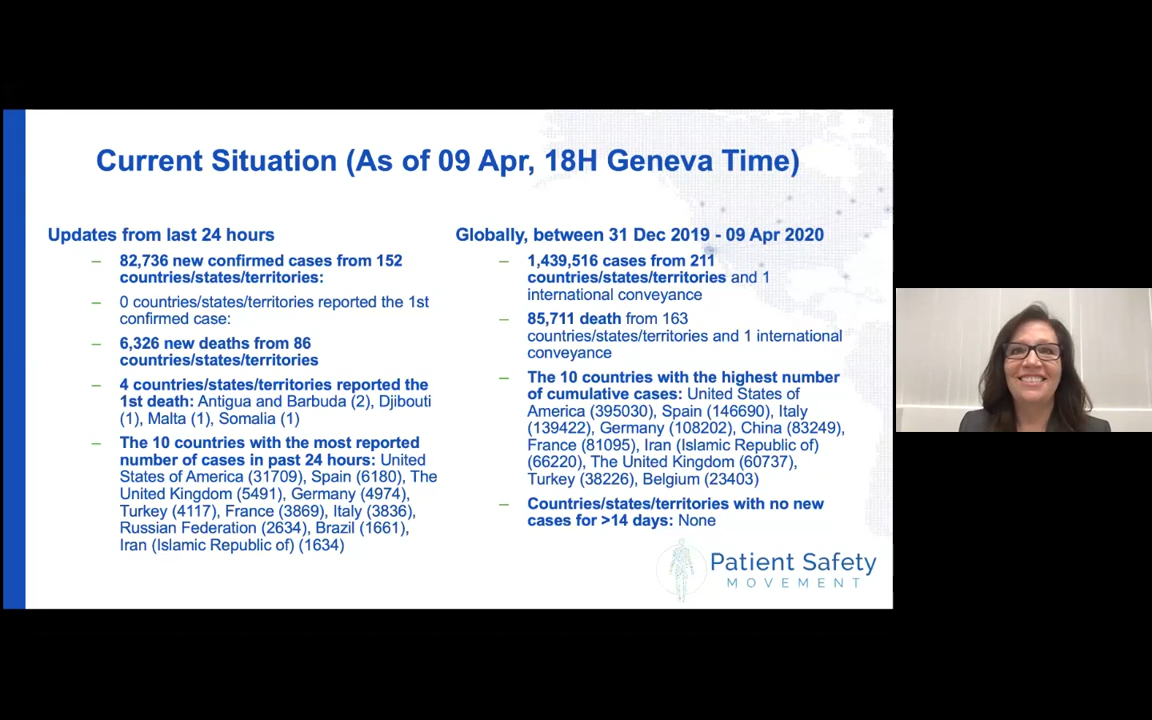 Current Situation (As of 09 Apr, 18H Geneva Time)
Updates from last 24 hours
– 82,736 new confirmed cases from 152
countries/states/territories:
– 0 countries/states/territories reported the 1st
confirmed case:
– 6,326 new deaths from 86
countries/states/territories
– 4 countries/states/territories reported the
1st death: Antigua and Barbuda (2), Djibouti
(1), Malta (1), Somalia (1)
– The 10 countries with the most reported
number of cases in past 24 hours: United
States of America (31709), Spain (6180), The
United Kingdom (5491), Germany (4974),
Turkey (4117), France (3869), Italy (3836),
Russian Federation (2634), Brazil (1661),
Iran (Islamic Republic of) (1634)
Globally, between 31 Dec 2019 - 09 Apr 2020
– 1,439,516 cases from 211
countries/states/territories and 1
international conveyance
– 85,711 death from 163
countries/states/territories and 1 international
conveyance
– The 10 countries with the highest number
of cumulative cases: United States of
America (395030), Spain (146690), Italy
(139422), Germany (108202), China (83249),
France (81095), Iran (Islamic Republic of)
(66220), The United Kingdom (60737),
Turkey (38226), Belgium (23403)
– Countries/states/territories with no new
cases for >14 days: None
Patient Safety
MOVEMENT